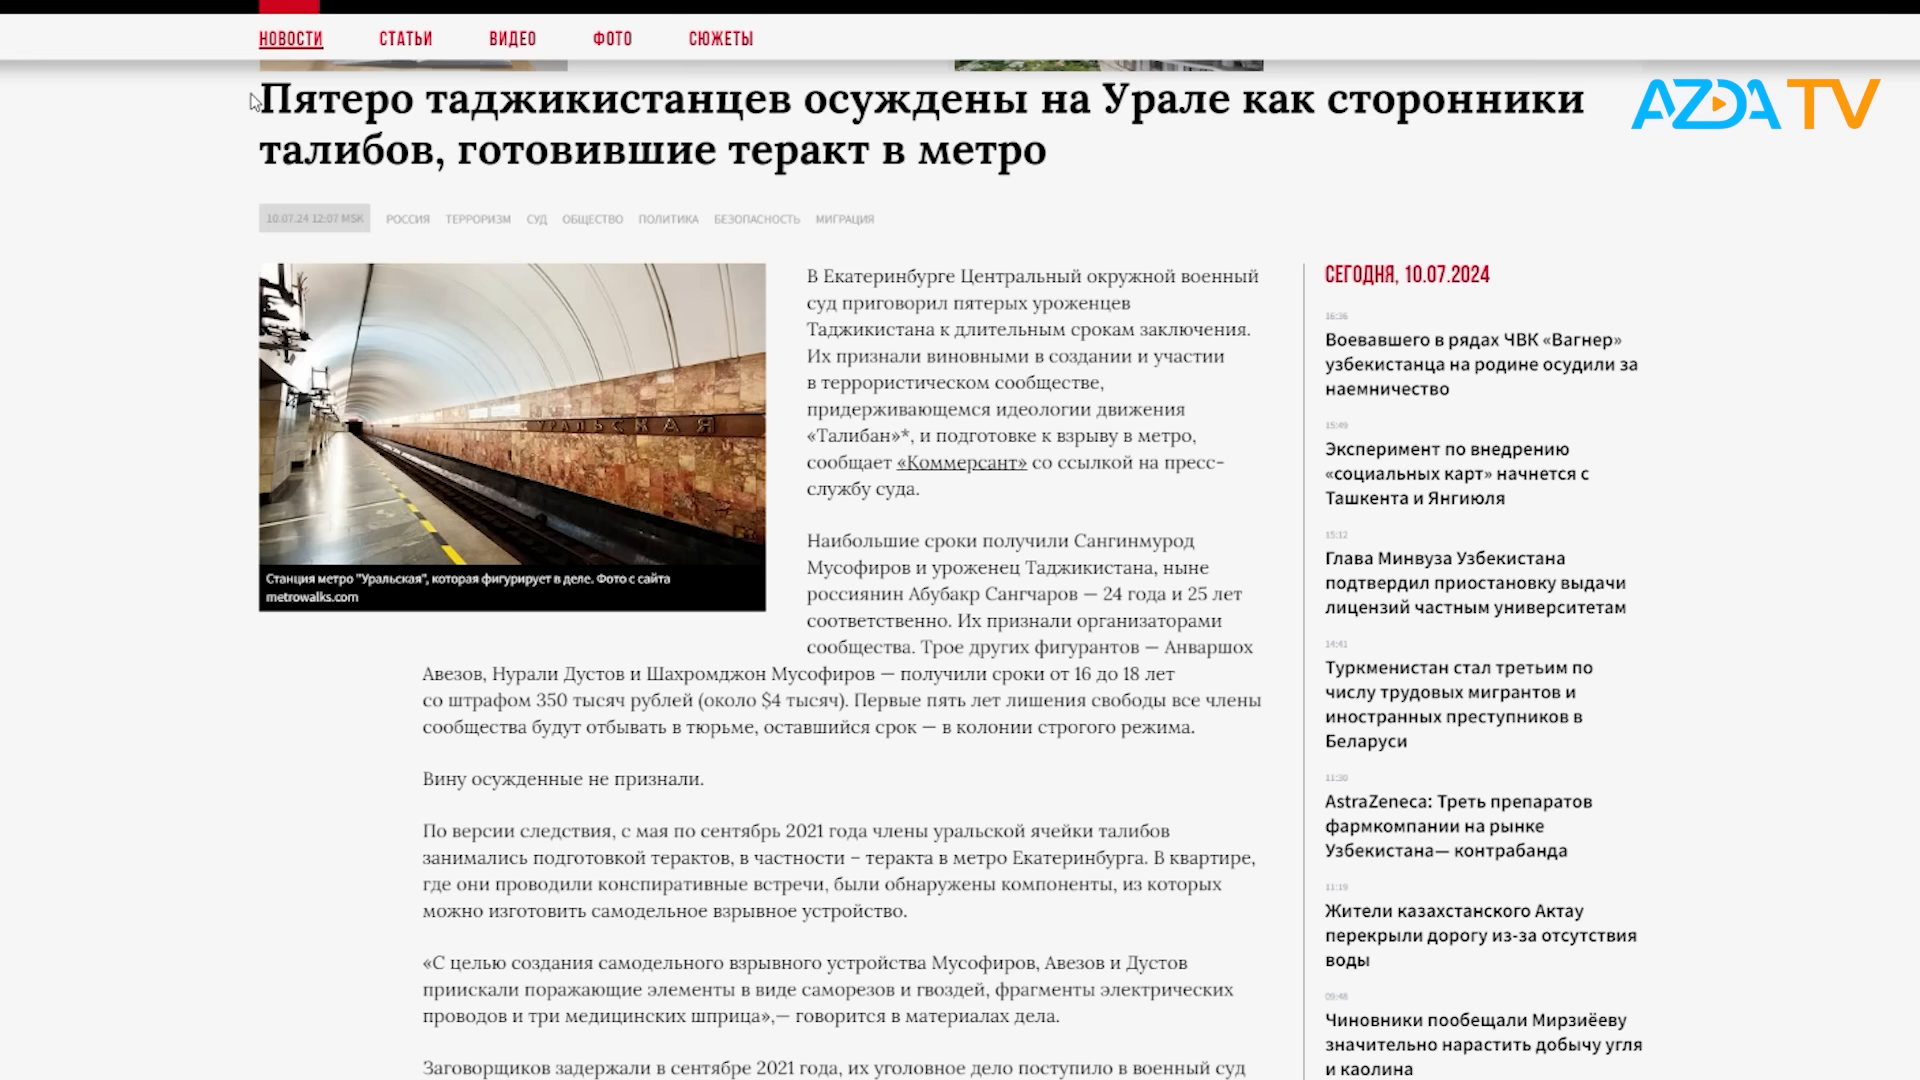 НОВОСТИ СТАТЬИ ВИДЕО ФОТО СЮЖЕТЫ
AZDA TV
Пятеро таджикистанцев осуждены на Урале как сторонники
талибов, готовившие теракт в метро
10.07.24 12:07 MSK РОССИЯ ТЕРРОРИЗМ СУД ОБЩЕСТВО ПОЛИТИКА БЕЗОПАСНОСТЬ МИГРАЦИЯ
УРАЛЬСКАЯ
Станция метро "Уральская", которая фигурирует в деле. Фото с сайта
metrowalks.com
В Екатеринбурге Центральный окружной военный
суд приговорил пятерых уроженцев
Таджикистана к длительным срокам заключения.
Их признали виновными в создании и участии
в террористическом сообществе,
придерживающемся идеологии движения
«Талибан»*, и подготовке к взрыву в метро,
сообщает «Коммерсант» со ссылкой на пресс-
службу суда.
Наибольшие сроки получили Сангинмурод
Мусофиров и уроженец Таджикистана, ныне
россиянин Абубакр Сангчаров — 24 года и 25 лет
соответственно. Их признали организаторами
сообщества. Трое других фигурантов — Анваршох
Авезов, Нурали Дустов и Шахромджон Мусофиров — получили сроки от 16 до 18 лет
со штрафом 350 тысяч рублей (около $4 тысяч). Первые пять лет лишения свободы все члены
сообщества будут отбывать в тюрьме, оставшийся срок — в колонии строгого режима.
Вину осужденные не признали.
По версии следствия, с мая по сентябрь 2021 года члены уральской ячейки талибов
занимались подготовкой терактов, в частности – теракта в метро Екатеринбурга. В квартире,
где они проводили конспиративные встречи, были обнаружены компоненты, из которых
можно изготовить самодельное взрывное устройство.
«С целью создания самодельного взрывного устройства Мусофиров, Авезов и Дустов
приискали поражающие элементы в виде саморезов и гвоздей, фрагменты электрических
проводов и три медицинских шприца»,— говорится в материалах дела.
Заговорщиков задержали в сентябре 2021 года, их уголовное дело поступило в военный суд
СЕГОДНЯ, 10.07.2024
16:36
Воевавшего в рядах ЧВК «Вагнер»
узбекистанца на родине осудили за
наемничество
15:49
Эксперимент по внедрению
«социальных карт» начнется с
Ташкента и Янгиюля
15:12
Глава Минвуза Узбекистана
подтвердил приостановку выдачи
лицензий частным университетам
14:41
Туркменистан стал третьим по
числу трудовых мигрантов и
иностранных преступников в
Беларуси
11:30
AstraZeneca: Треть препаратов
фармкомпании на рынке
Узбекистана— контрабанда
11:19
Жители казахстанского Актау
перекрыли дорогу из-за отсутствия
воды
09:48
Чиновники пообещали Мирзиёеву
значительно нарастить добычу угля
и каолина